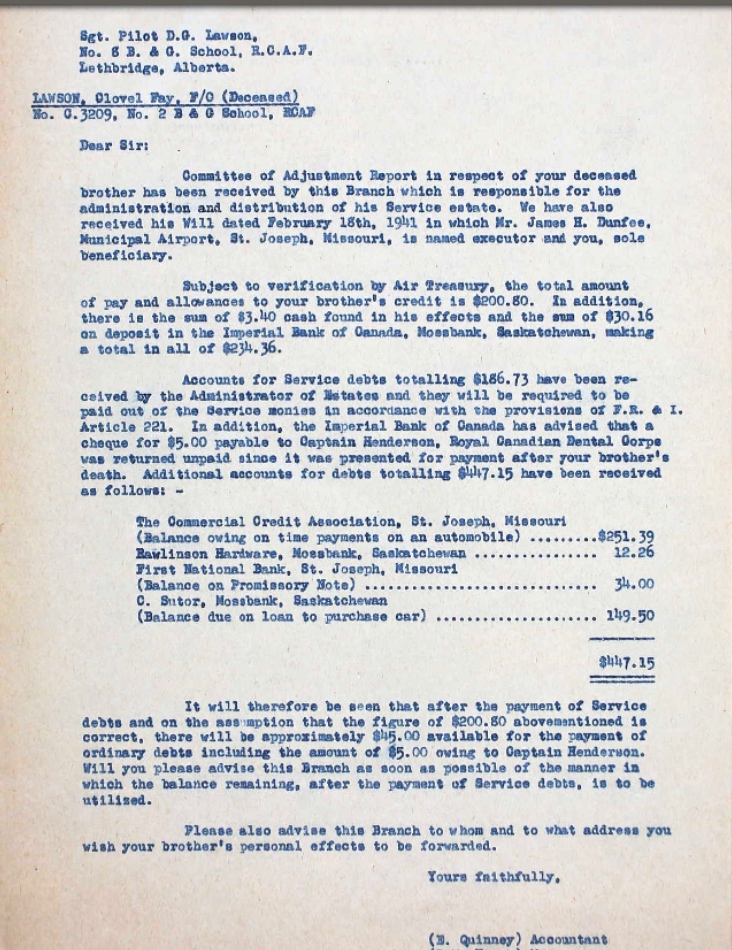 Sgt. Pilot D.G. Lawson,
No. 8 B. & G. School, R.C.A.F.
Lethbridge, Alberta.
LAWSON, Clovel Fay, F/O (Deceased)
No. C.3209, No. 2 B & G School, RCAF
Dear Sir:
Committee of Adjustment Report in respect of your deceased
brother has been received by this Branch which is responsible for the
administration and distribution of his Service estate. We have also
received his Will dated February 18th, 1941 in which Mr. James H. Dunfee,
Municipal Airport, St. Joseph, Missouri, is named executor and you, sole
beneficiary.
Subject to verification by Air Treasury, the total amount
of pay and allowances to your brother's credit is $200.80. In addition,
there is the sum of $3.40 cash found in his effects and the sum of $30.16
on deposit in the Imperial Bank of Canada, Mossbank, Saskatchewan, making
a total in all of $234.36.
Accounts for Service debts totalling $186.73 have been re-
ceived by the Administrator of Estates and they will be required to be
paid out of the Service monies in accordance with the provisions of F.R. & I.
Article 221. In addition, the Imperial Bank of Canada has advised that a
cheque for $5.00 payable to Captain Henderson, Royal Canadian Dental Corps
was returned unpaid since it was presented for payment after your brother's
death. Additional accounts for debts totalling $447.15 have been received
as follows: -
The Commercial Credit Association, St. Joseph, Missouri
(Balance owing on time payments on an automobile) .........$251.39
Rawlinson Hardware, Mossbank, Saskatchewan ................ 12.26
First National Bank, St. Joseph, Missouri
(Balance on Promissory Note) .............................. 34.00
C. Sutor, Mossbank, Saskatchewan
(Balance due on loan to purchase car) ..................... 149.50
$447.15
It will therefore be seen that after the payment of Service
debts and on the assumption that the figure of $200.80 abovementioned is
correct, there will be approximately $45.00 available for the payment of
ordinary debts including the amount of $5.00 owing to Captain Henderson.
Will you please advise this Branch as soon as possible of the manner in
which the balance remaining, after the payment of Service debts, is to be
utilized.
Please also advise this Branch to whom and to what address you
wish your brother's personal effects to be forwarded.
Yours faithfully,
(E. Quinney) Accountant